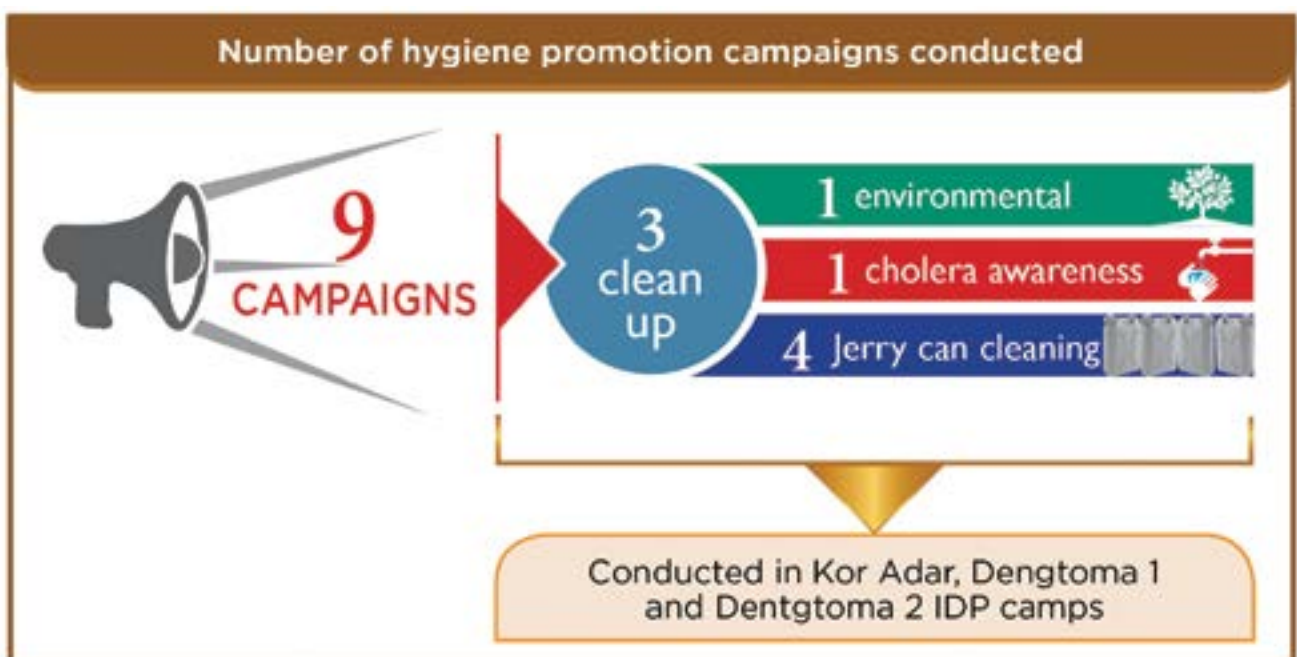 Number of hygiene promotion campaigns conducted
9
CAMPAIGNS
3
clean
up
1 environmental
1 cholera awareness
4 Jerry can cleaning
Conducted in Kor Adar, Dengtoma 1
and Dentgtoma 2 IDP camps